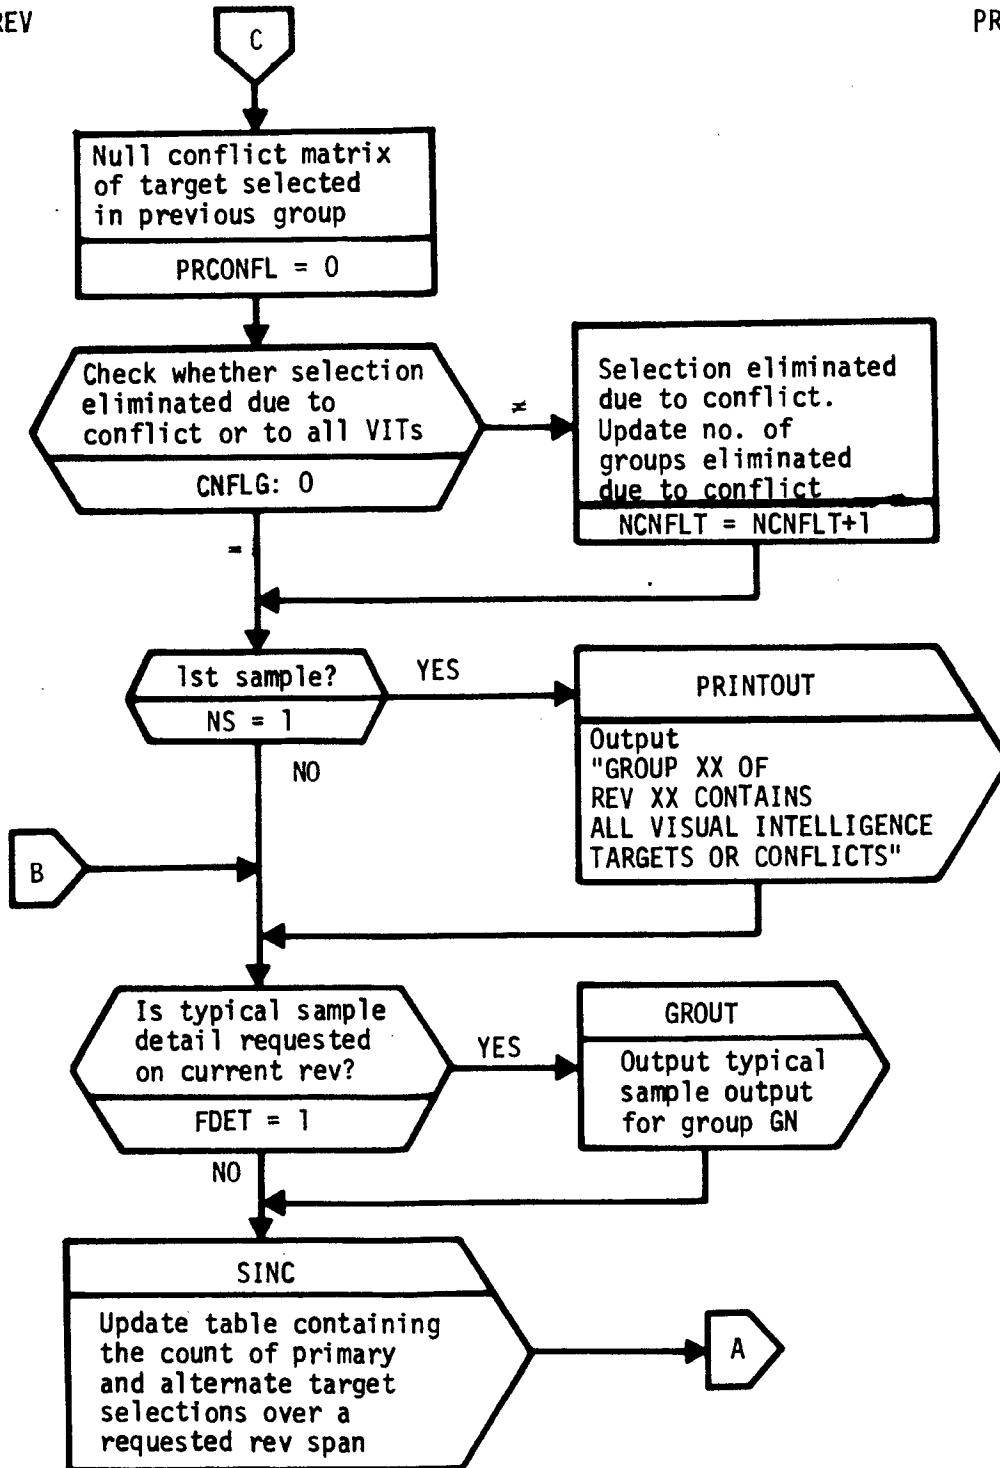 REV
PR
C
Null conflict matrix
of target selected
in previous group
PRCONFL = 0
Check whether selection
eliminated due to
conflict or to all VITs
CNFLG: 0
≠
Selection eliminated
due to conflict.
Update no. of
groups eliminated
due to conflict
NCNFLT = NCNFLT+1
=
1st sample?
NS = 1
YES
NO
PRINTOUT
Output
"GROUP XX OF
REV XX CONTAINS
ALL VISUAL INTELLIGENCE
TARGETS OR CONFLICTS"
B
Is typical sample
detail requested
on current rev?
FDET = 1
YES
NO
GROUT
Output typical
sample output
for group GN
SINC
Update table containing
the count of primary
and alternate target
selections over a
requested rev span
A